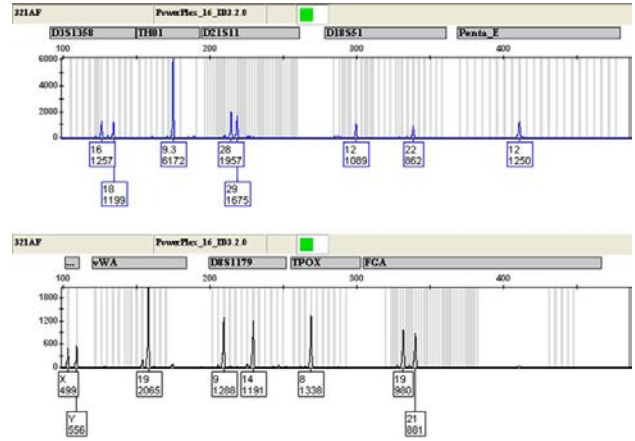 321AF PowerPlex_16_ID3.2.0
D3S1358 TH01 D21S11 D18S51 Penta_E
100 200 300 400
6000
4000
2000
0
16 9.3 28 12 22 12
1257 6172 1957 1089 862 1250
18 29
1199 1675
321AF PowerPlex_16_ID3.2.0
... vWA D8S1179 TPOX FGA
100 200 300 400
1800
1200
600
0
X 19 9 14 8 19
499 2065 1288 1191 1338 980
Y 21
556 881